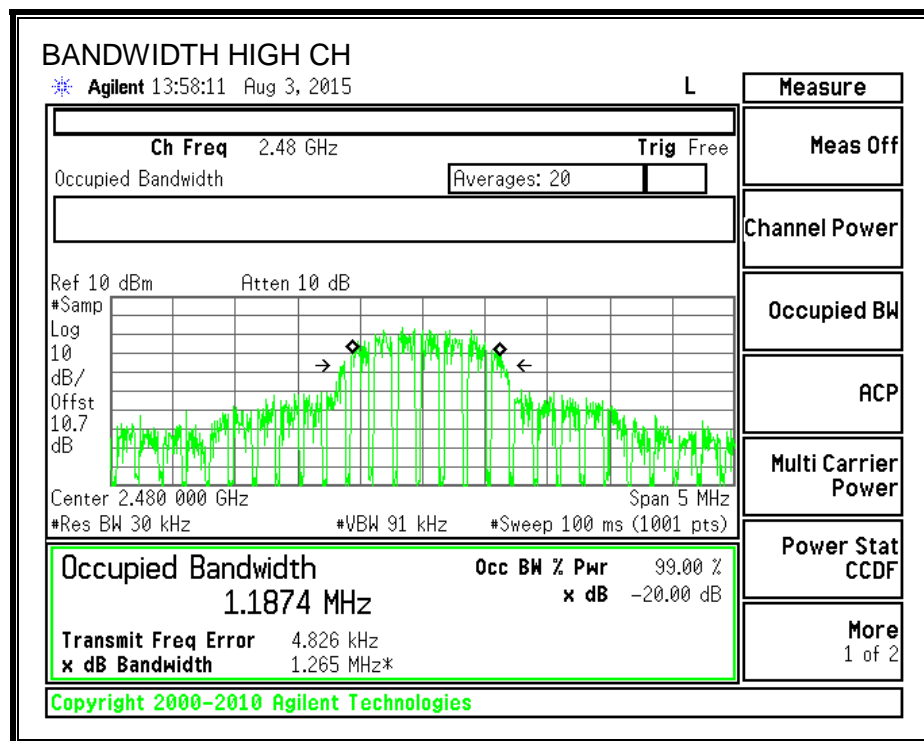 BANDWIDTH HIGH CH
Agilent 13:58:11 Aug 3, 2015 L
Measure
Ch Freq 2.48 GHz Trig Free
Occupied Bandwidth Averages: 20
Ref 10 dBm Atten 10 dB
#Samp
Log
10
dB/
Offst
10.7
dB
Center 2.480 000 GHz Span 5 MHz
#Res BW 30 kHz #VBW 91 kHz #Sweep 100 ms (1001 pts)
Occupied Bandwidth Occ BW % Pwr 99.00 %
1.1874 MHz x dB -20.00 dB
Transmit Freq Error 4.826 kHz
x dB Bandwidth 1.265 MHz*
Meas Off
Channel Power
Occupied BW
ACP
Multi Carrier
Power
Power Stat
CCDF
More
1 of 2
Copyright 2000-2010 Agilent Technologies